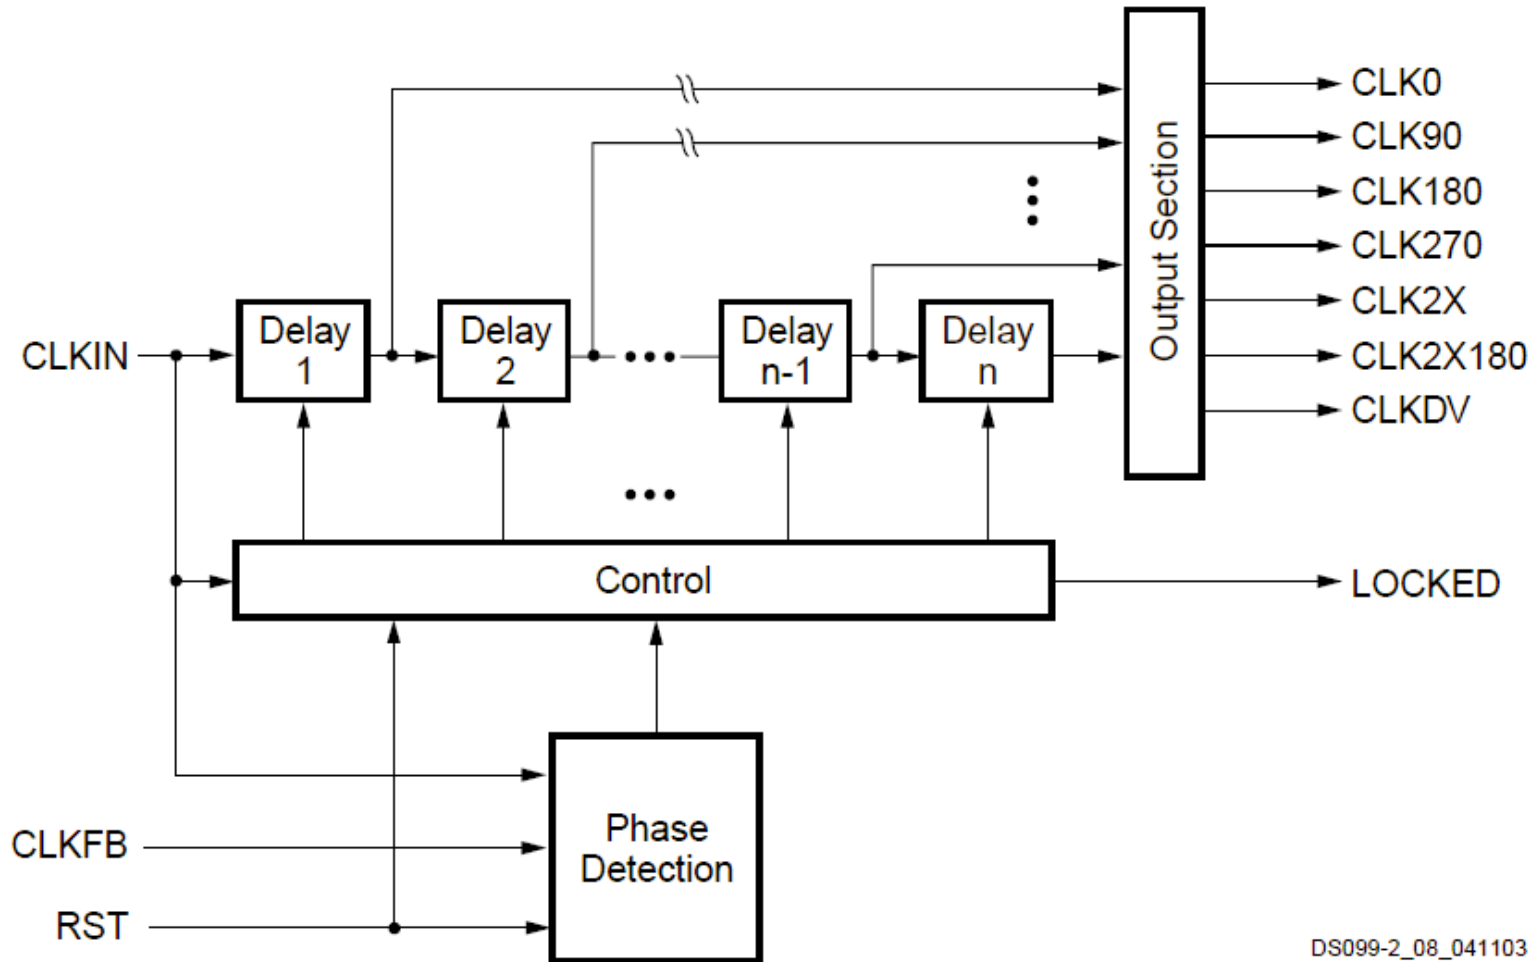 CLK0
CLK90
CLK180
CLK270
CLK2X
CLK2X180
CLKDV
Output Section
CLKIN
Delay
1
Delay
2
Delay
n-1
Delay
n
Control
LOCKED
Phase
Detection
CLKFB
RST
DS099-2_08_041103